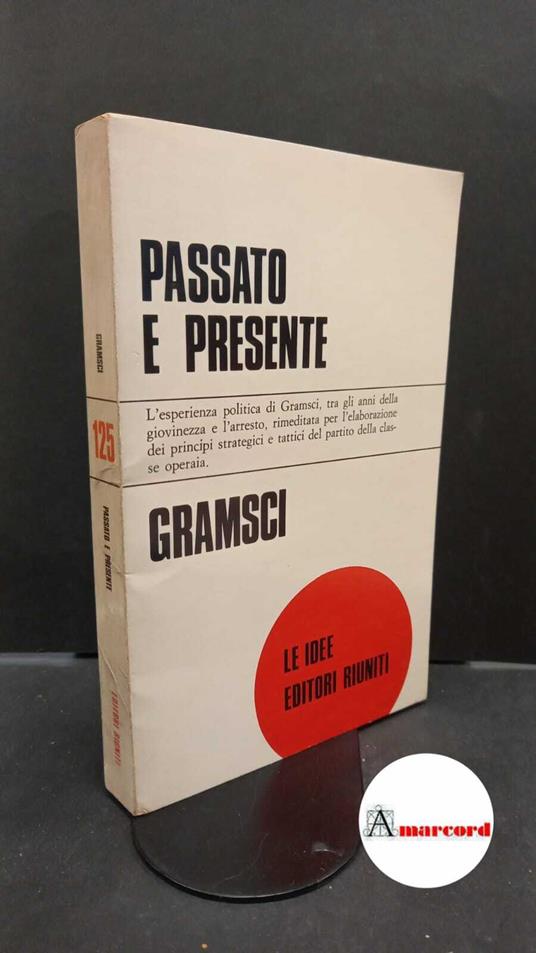 PASSATO
E PRESENTE
L'esperienza politica di Gramsci, tra gli anni della
giovinezza e l'arresto, rimeditata per l'elaborazione
dei princìpi strategici e tattici del partito della clas-
se operaia.
GRAMSCI
LE IDEE
EDITORI RIUNITI
GRAMSCI
125
PASSATO E PRESENTE
EDITORI RIUNITI
Amarcord